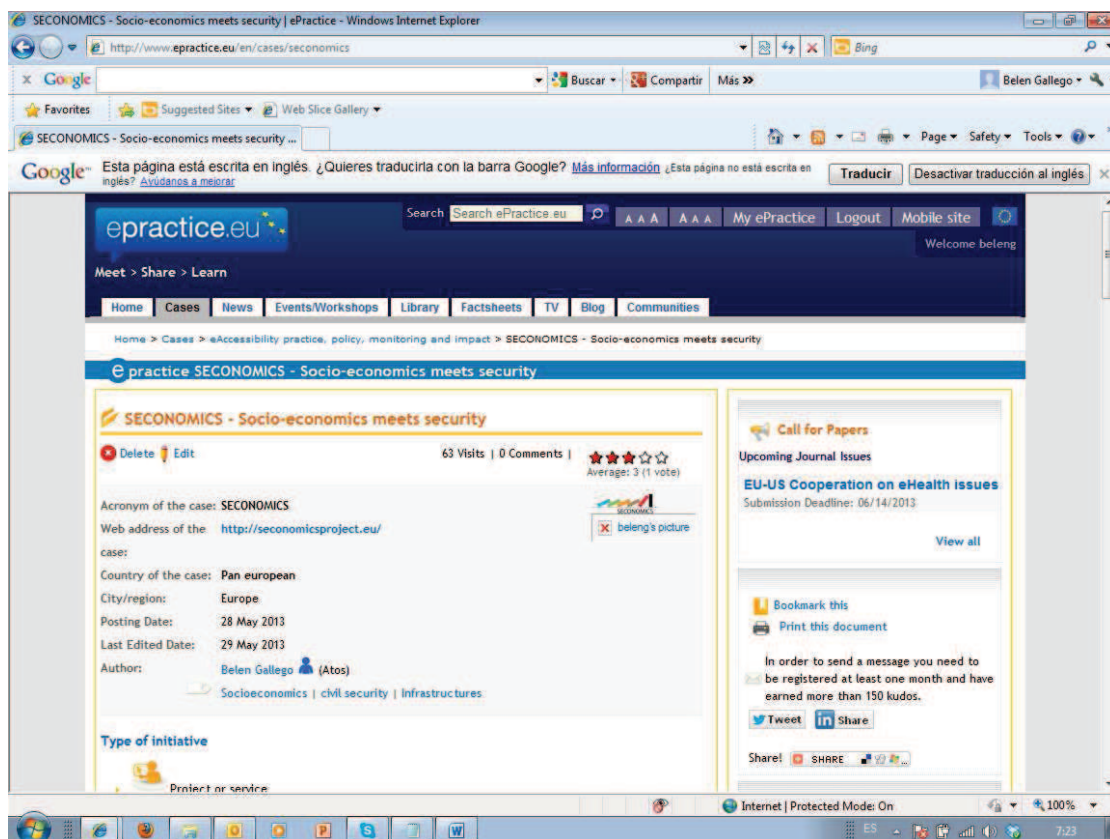 SECONOMICS - Socio-economics meets security | ePractice - Windows Internet Explorer
http://www.epractice.eu/en/cases/seconomics
Bing
x Google
Buscar
Compartir
Más »
Belen Gallego
Favorites
Suggested Sites
Web Slice Gallery
SECONOMICS - Socio-economics meets security ...
Page
Safety
Tools
Google
Esta página está escrita en inglés. ¿Quieres traducirla con la barra Google? Más información ¿Esta página no está escrita en
inglés? Ayúdanos a mejorar
Traducir
Desactivar traducción al inglés
epractice.eu
Search
Search ePractice.eu
A A A
A A A
My ePractice
Logout
Mobile site
Welcome beleng
Meet > Share > Learn
Home
Cases
News
Events/Workshops
Library
Factsheets
TV
Blog
Communities
Home > Cases > eAccessibility practice, policy, monitoring and impact > SECONOMICS - Socio-economics meets security
e practice SECONOMICS - Socio-economics meets security
SECONOMICS - Socio-economics meets security
Delete
Edit
63 Visits | 0 Comments |
Average: 3 (1 vote)
Acronym of the case: SECONOMICS
SECONOMICS
beleng's picture
Web address of the http://seconomicsproject.eu/
case:
Country of the case: Pan european
City/region: Europe
Posting Date: 28 May 2013
Last Edited Date: 29 May 2013
Author: Belen Gallego (Atos)
Socioeconomics | civil security | Infrastructures
Type of initiative
Project or service
Call for Papers
Upcoming Journal Issues
EU-US Cooperation on eHealth issues
Submission Deadline: 06/14/2013
View all
Bookmark this
Print this document
In order to send a message you need to
be registered at least one month and have
earned more than 150 kudos.
Tweet
in Share
Share! SHARE
Internet | Protected Mode: On
100%
ES
7:23